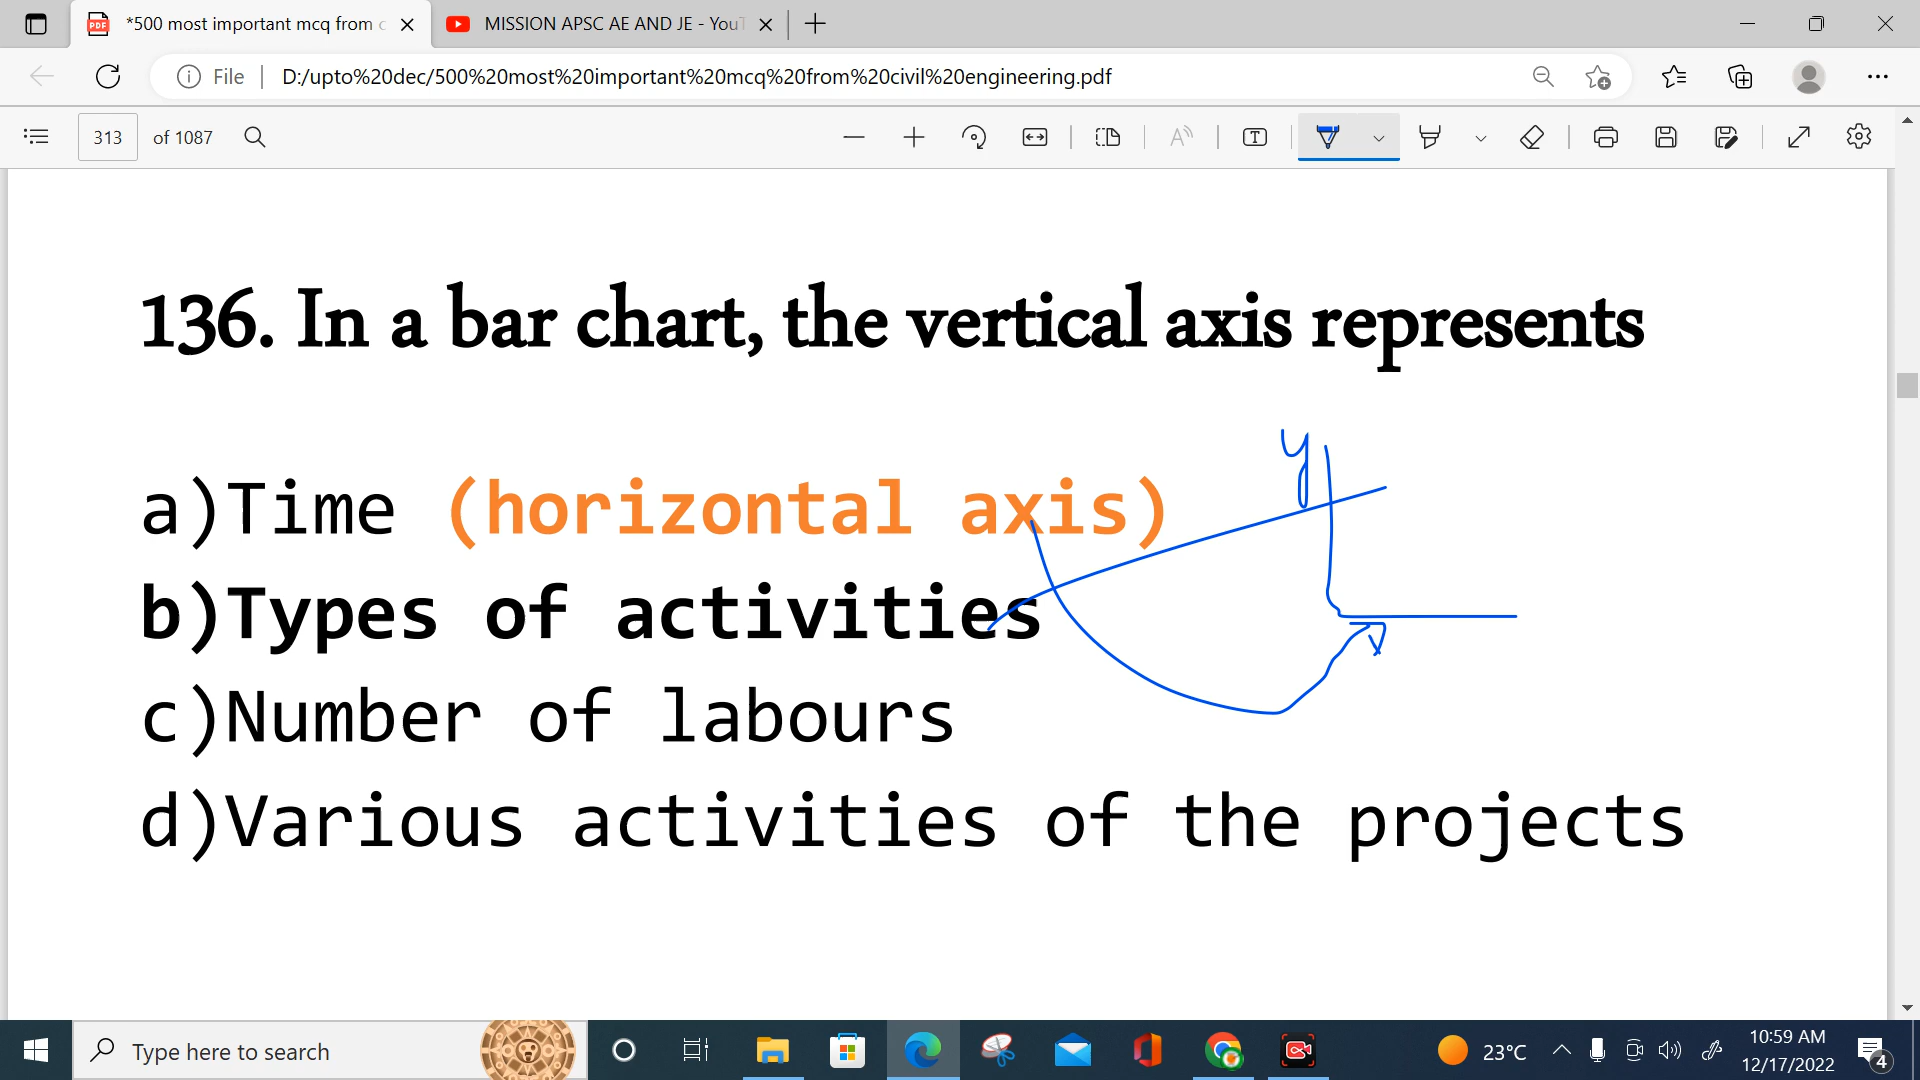 *500 most important mcq from c
MISSION APSC AE AND JE - YouT
File
D:/upto%20dec/500%20most%20important%20mcq%20from%20civil%20engineering.pdf
313 of 1087
136. In a bar chart, the vertical axis represents
y
a)Time (horizontal axis)
b)Types of activities
c)Number of labours
d)Various activities of the projects
Type here to search
23°C
10:59 AM
12/17/2022
4